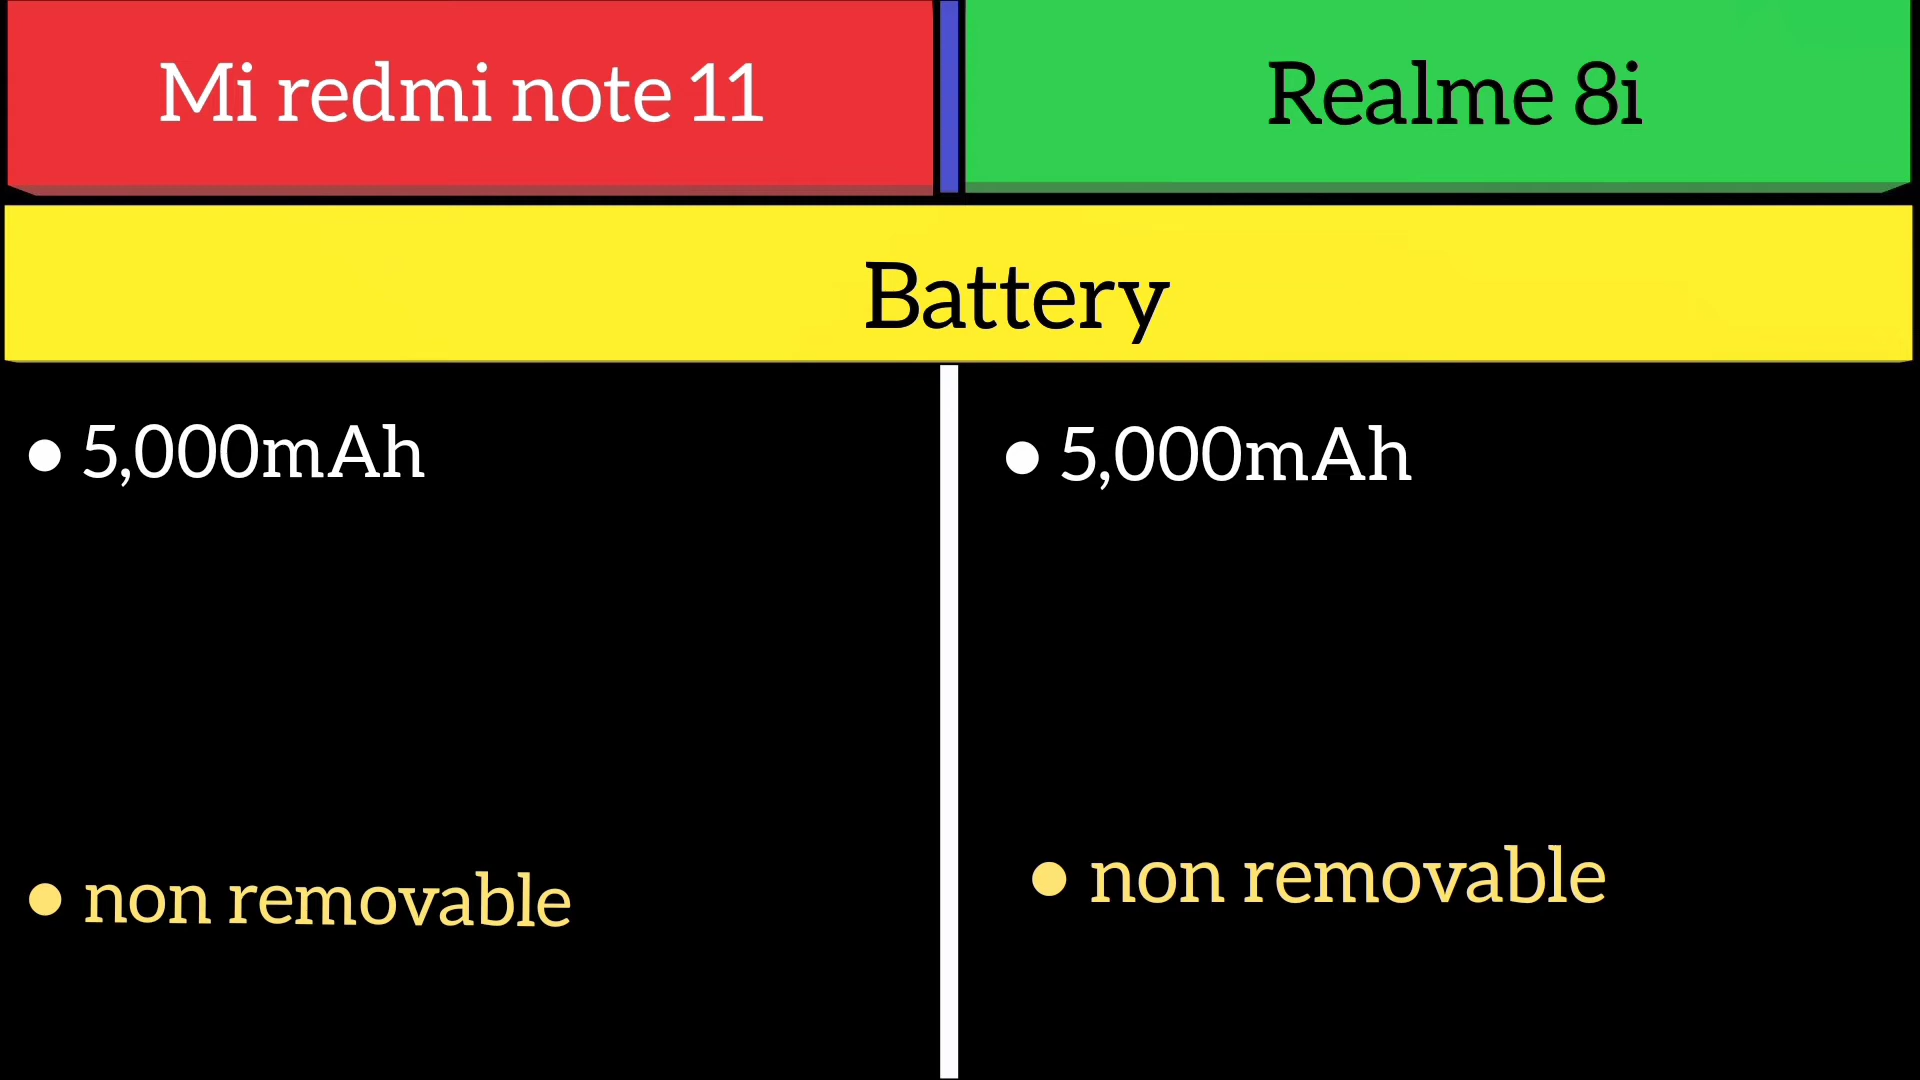 Mi redmi note 11
Realme 8i
Battery
● 5,000mAh
● 5,000mAh
● non removable
● non removable